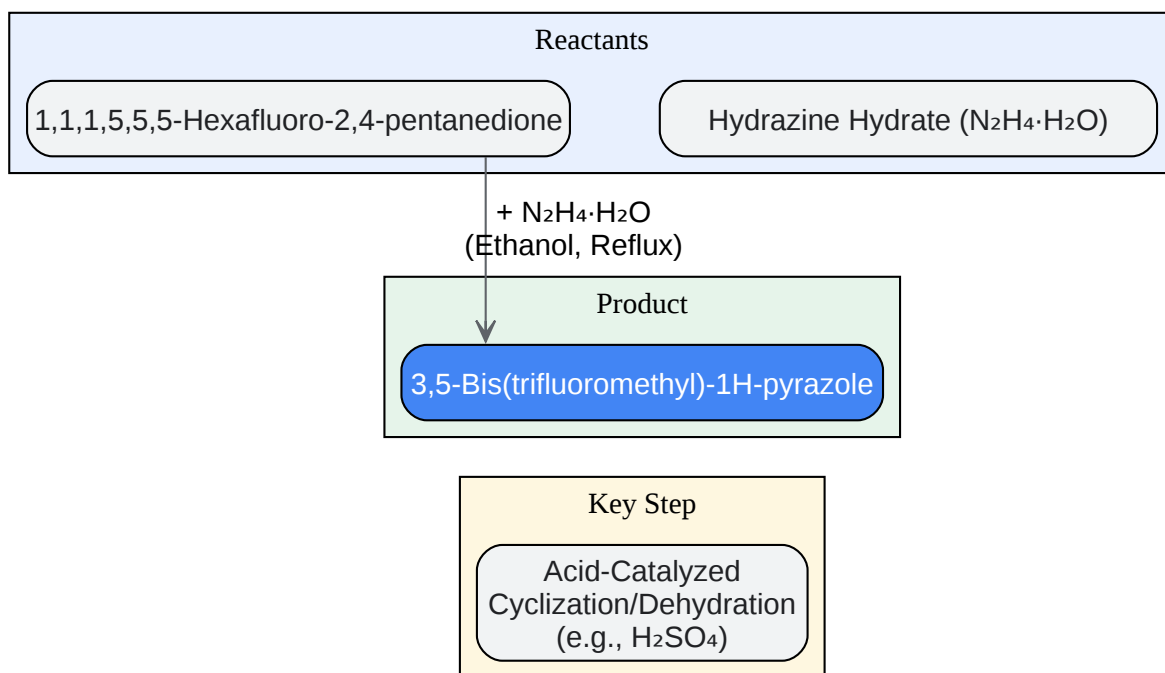 Reactants
1,1,1,5,5,5-Hexafluoro-2,4-pentanedione
Hydrazine Hydrate (N₂H₄·H₂O)
+ N₂H₄·H₂O
(Ethanol, Reflux)
Product
3,5-Bis(trifluoromethyl)-1H-pyrazole
Key Step
Acid-Catalyzed
Cyclization/Dehydration
(e.g., H₂SO₄)